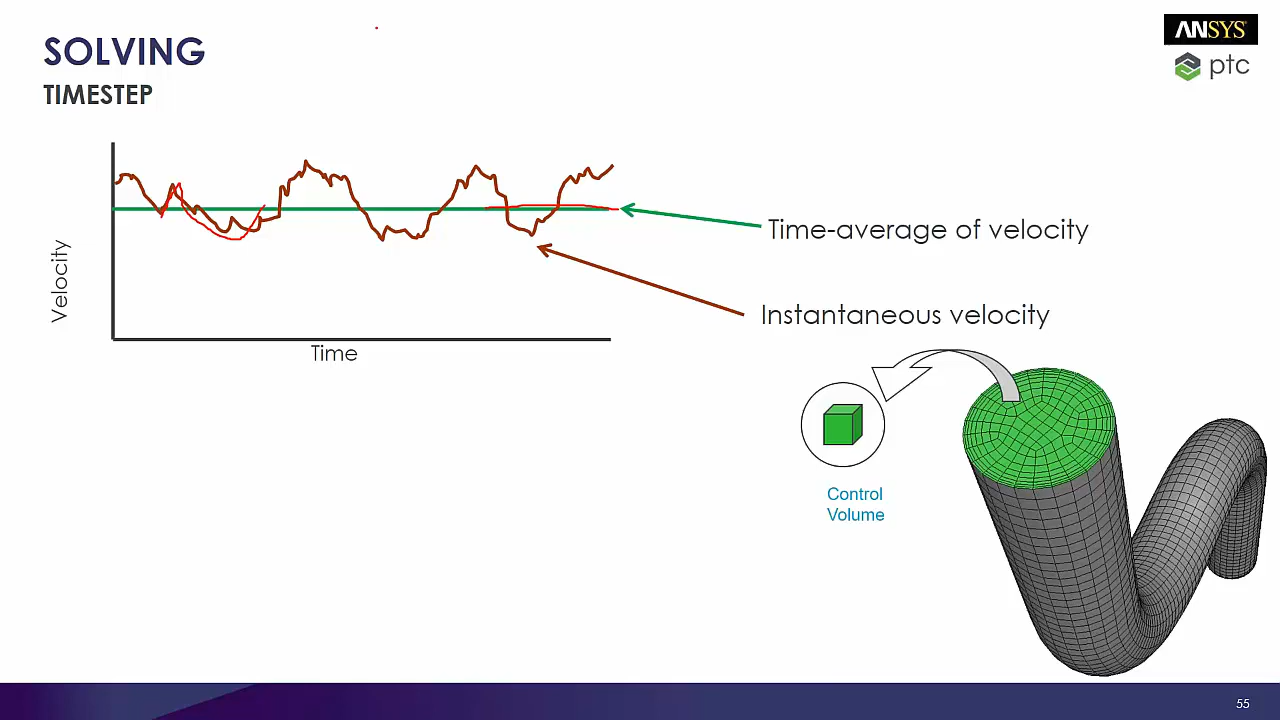 SOLVING
TIMESTEP
ANSYS
ptc
Velocity
Time
Time-average of velocity
Instantaneous velocity
Control
Volume
55